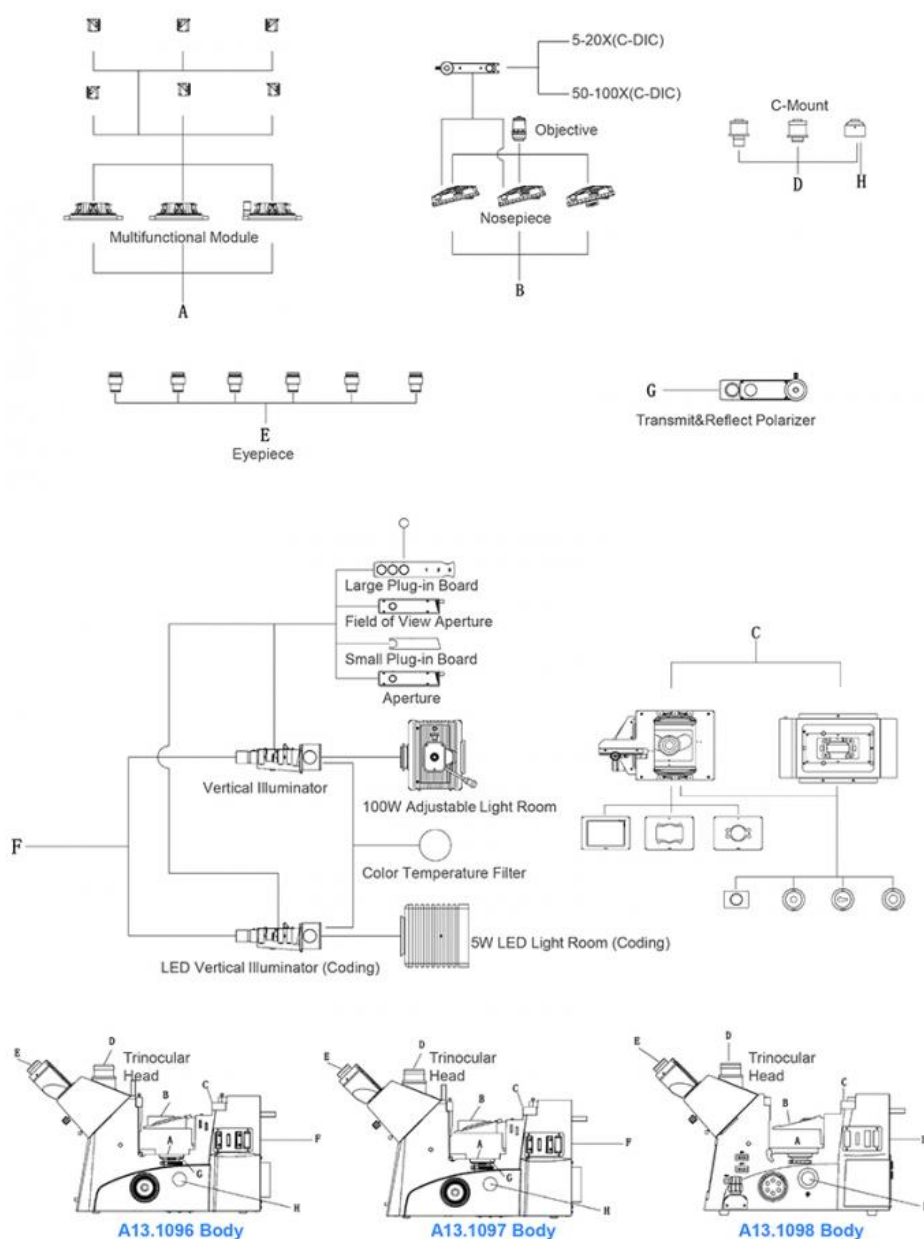 5-20X(C-DIC)
50-100X(C-DIC)
Objective
Nosepiece
B
C-Mount
D
H
Multifunctional Module
A
E
Eyepiece
G
Transmit&Reflect Polarizer
1 2 3
Large Plug-in Board
Field of View Aperture
Small Plug-in Board
Aperture
C
Vertical Illuminator
100W Adjustable Light Room
F
Color Temperature Filter
LED Vertical Illuminator (Coding)
5W LED Light Room (Coding)
E
D
Trinocular
Head
B
C
A
F
G
H
A13.1096 Body
E
D
Trinocular
Head
B
C
A
F
G
H
A13.1097 Body
E
D
Trinocular
Head
B
C
A
A13.1098 Body